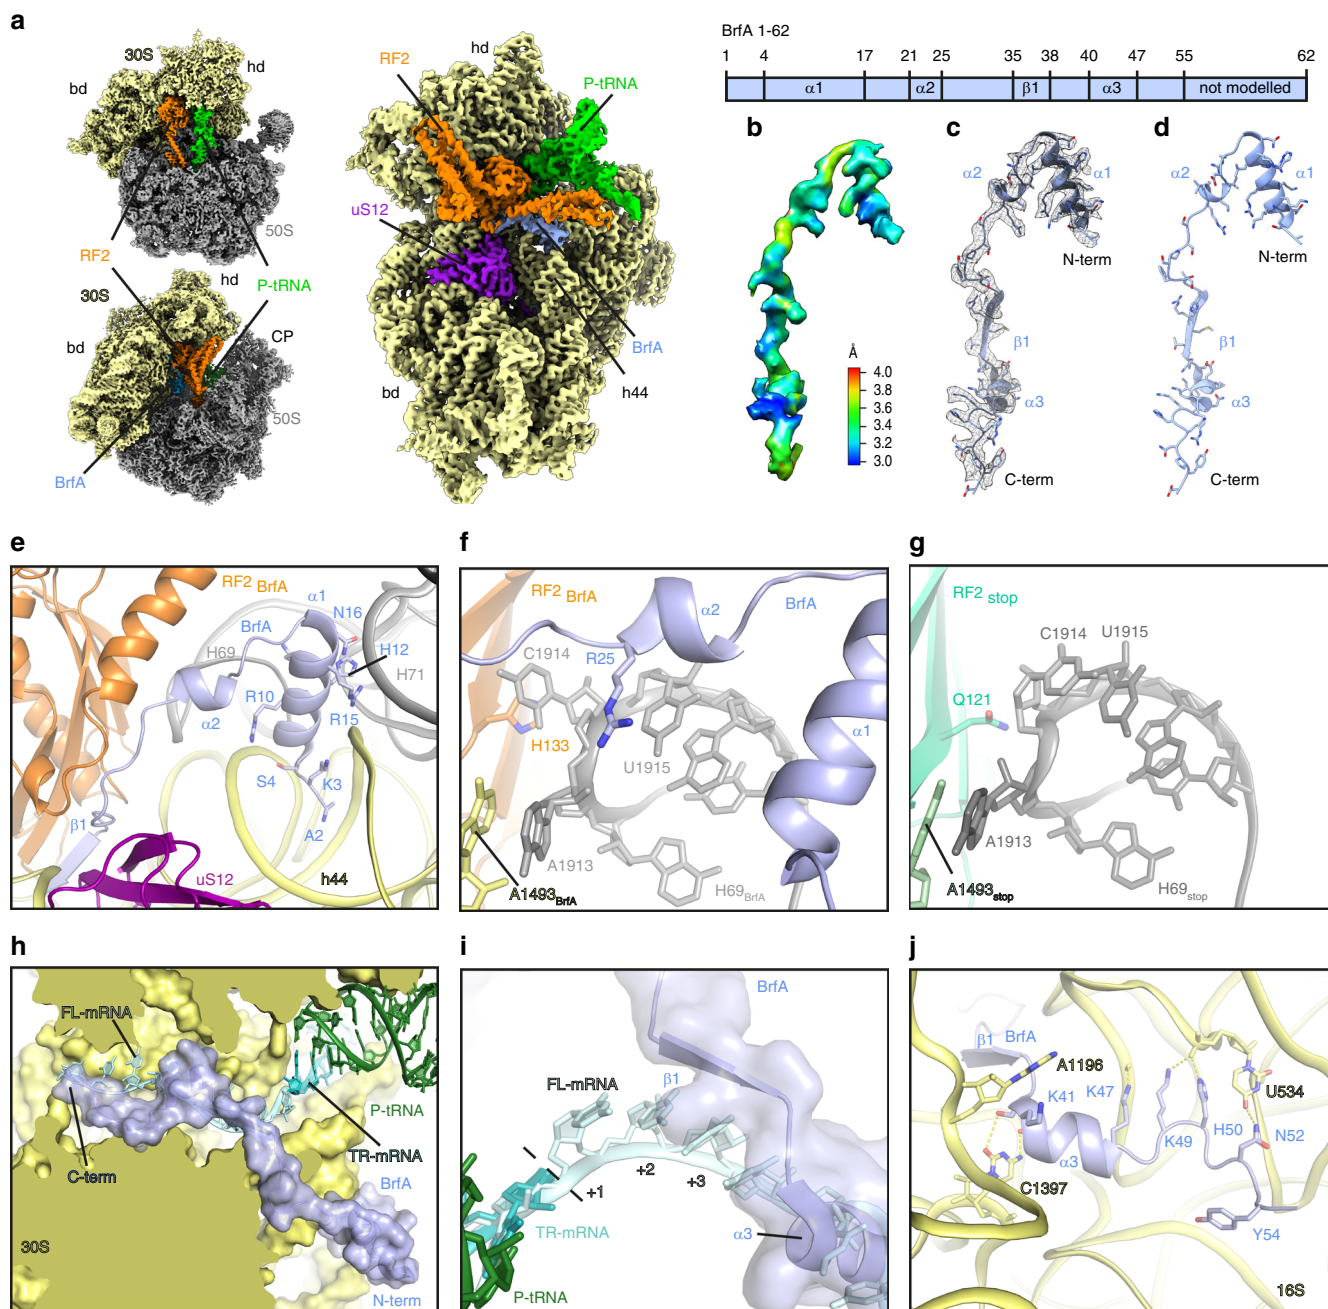 a
30S
hd
bd
50S
RF2
P-tRNA
30S
hd
bd
CP
50S
BrfA
hd
RF2
P-tRNA
uS12
BrfA
bd
h44
BrfA 1-62
1 4 17 21 25 35 38 40 47 55 62
α1 α2 β1 α3 not modelled
b
Å
4.0
3.8
3.6
3.4
3.2
3.0
c
α2
α1
N-term
β1
α3
C-term
d
α2
α1
N-term
β1
α3
C-term
e
RF2 BrfA
α1
N16
BrfA
H12
H69
H71
R10
α2
R15
S4
K3
β1
A2
uS12
h44
f
RF2 BrfA
α2
BrfA
C1914
R25
α1
H133
U1915
A1913
A1493BrfA
H69BrfA
g
RF2 stop
U1915
C1914
Q121
A1913
A1493stop
H69stop
h
FL-mRNA
P-tRNA
TR-mRNA
C-term
BrfA
30S
N-term
i
BrfA
FL-mRNA
β1
+1
+2
+3
TR-mRNA
α3
P-tRNA
j
β1
BrfA
A1196
K41
K47
U534
H50
K49
N52
α3
C1397
Y54
16S